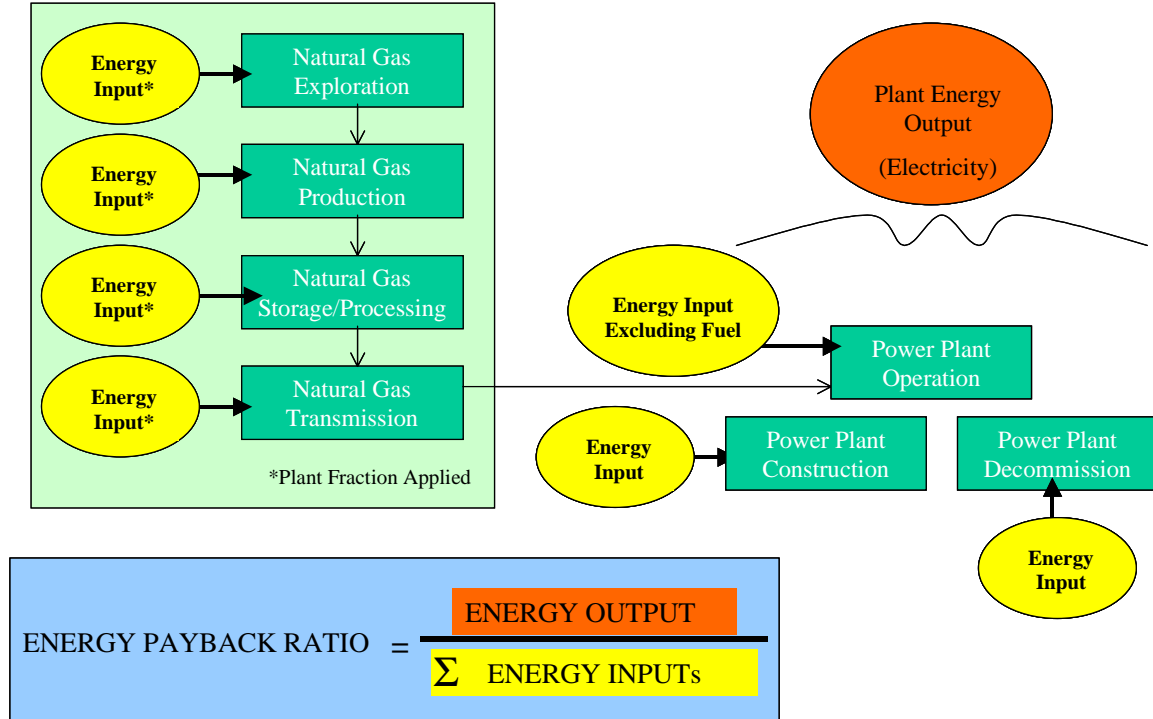 Energy
Input*
Natural Gas
Exploration
Energy
Input*
Natural Gas
Production
Energy
Input*
Natural Gas
Storage/Processing
Energy
Input*
Natural Gas
Transmission
*Plant Fraction Applied
Plant Energy
Output
(Electricity)
Energy Input
Excluding Fuel
Power Plant
Operation
Energy
Input
Power Plant
Construction
Power Plant
Decommission
Energy
Input
ENERGY PAYBACK RATIO =
ENERGY OUTPUT
Σ ENERGY INPUTs